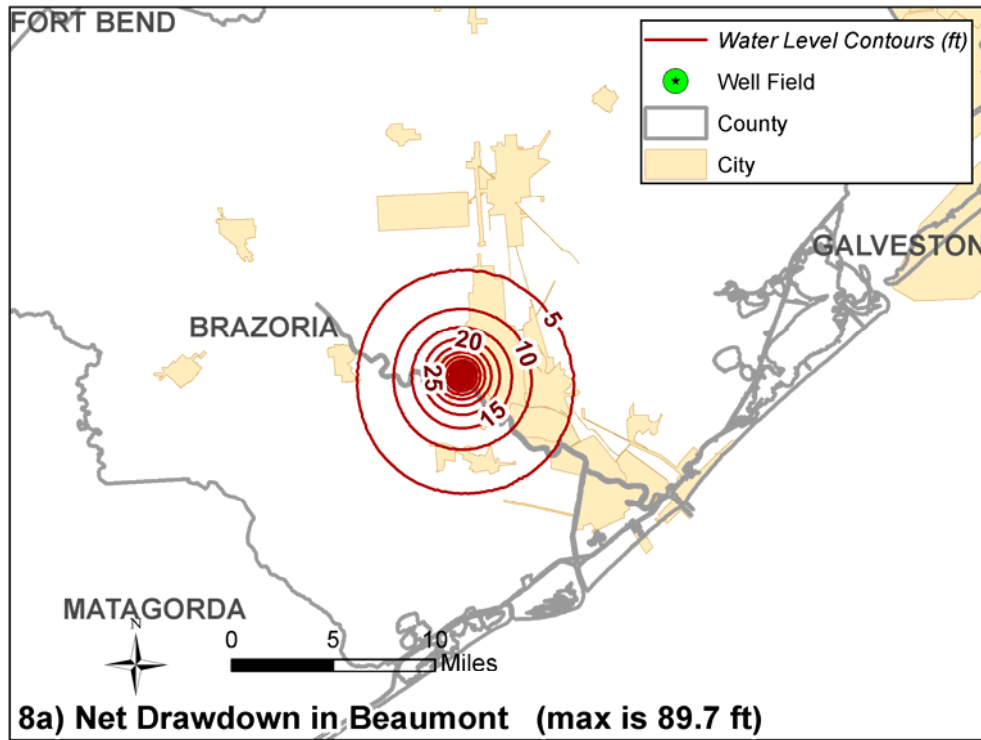 FORT BEND
Water Level Contours (ft)
Well Field
County
City
GALVESTON
BRAZORIA
5
20
10
25
15
MATAGORDA
N
0 5 10
Miles
8a) Net Drawdown in Beaumont (max is 89.7 ft)